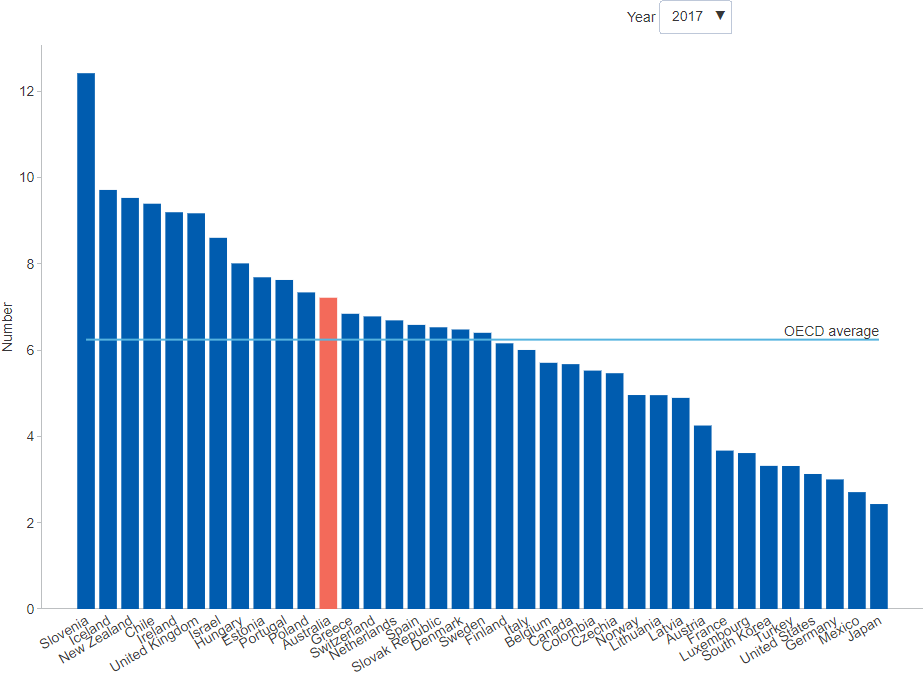 Year 2017 ▼
Number
12
10
8
6
4
2
0
OECD average
Slovenia
Iceland
New Zealand
Chile
Ireland
United Kingdom
Israel
Hungary
Estonia
Portugal
Poland
Australia
Greece
Switzerland
Netherlands
Spain
Slovak Republic
Denmark
Sweden
Finland
Italy
Belgium
Canada
Colombia
Czechia
Norway
Lithuania
Latvia
Austria
France
Luxembourg
South Korea
Turkey
United States
Germany
Mexico
Japan